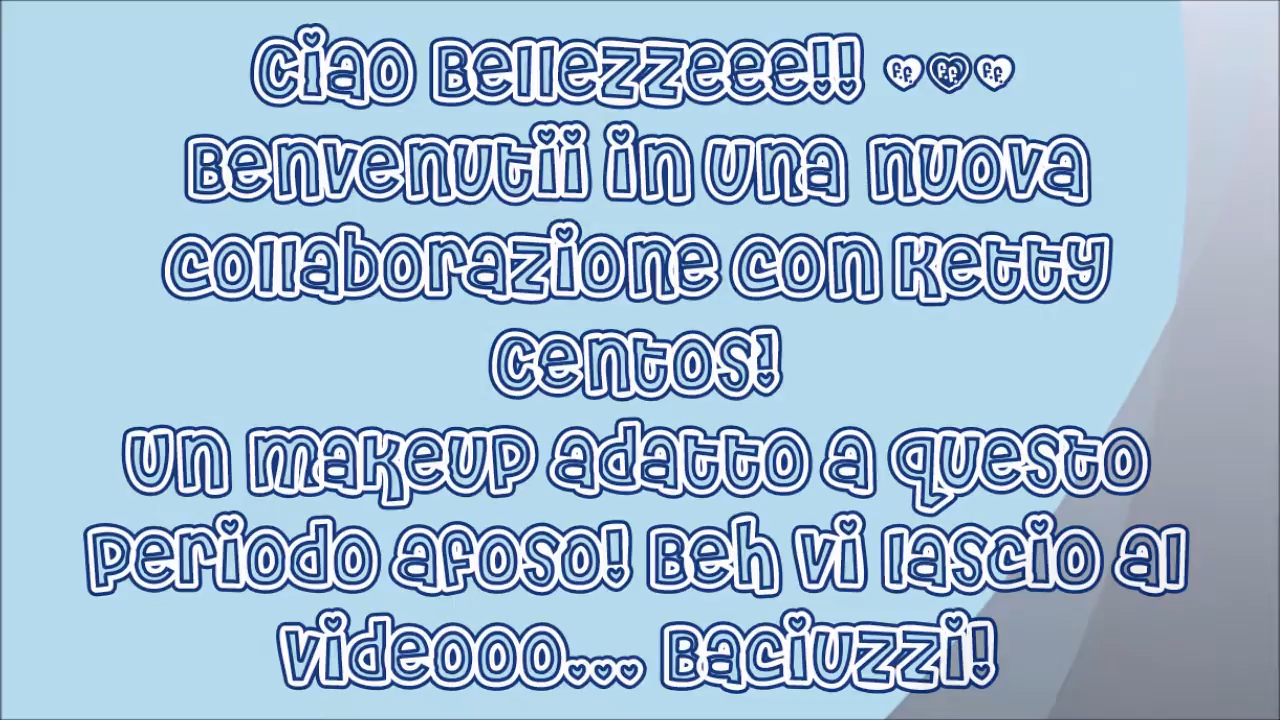 Ciao Bellezzeee!! F.F. F.F. F.F.
Benvenutii in una nuova
collaborazione con Ketty
Centos!
Un makeup adatto a questo
periodo afoso! Beh vi lascio al
videooo... Baciuzzi!